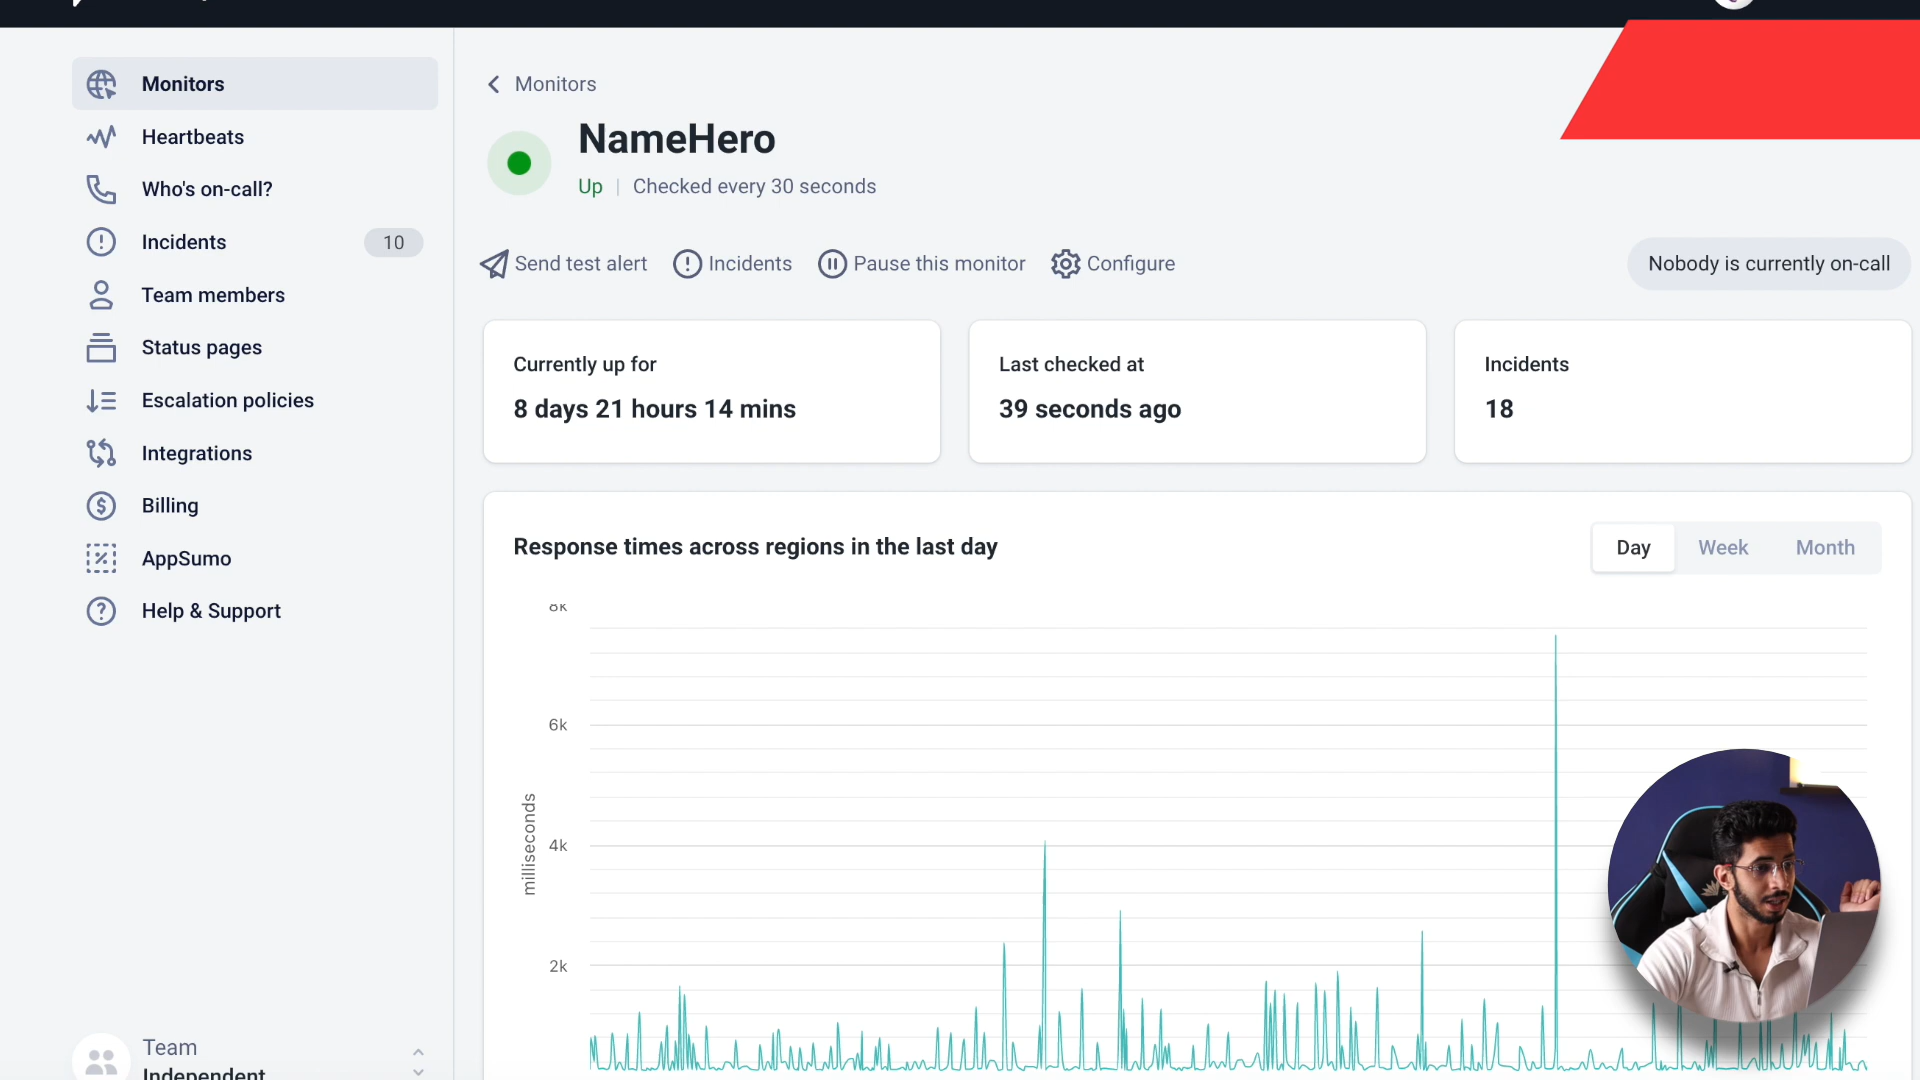 Monitors
Heartbeats
Who's on-call?
Incidents 10
Team members
Status pages
Escalation policies
Integrations
Billing
AppSumo
Help & Support
Team
Independent
Monitors
NameHero
Up | Checked every 30 seconds
Send test alert Incidents Pause this monitor Configure
Nobody is currently on-call
Currently up for
8 days 21 hours 14 mins
Last checked at
39 seconds ago
Incidents
18
Response times across regions in the last day
Day Week Month
8k
6k
4k
2k
milliseconds